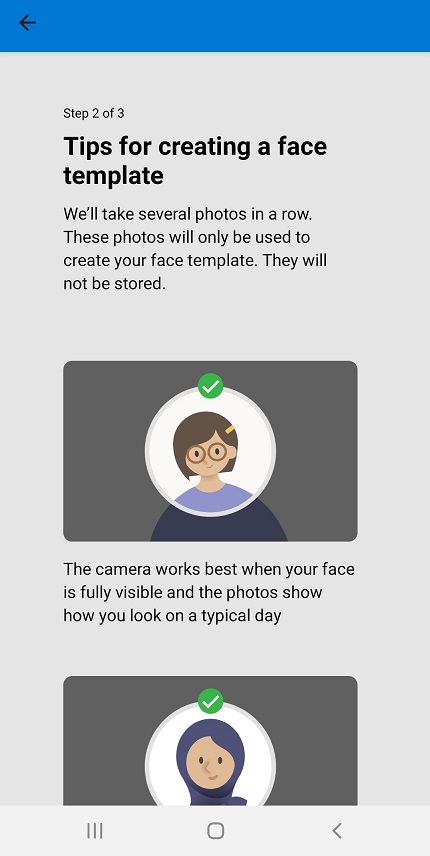 Step 2 of 3
Tips for creating a face
template
We’ll take several photos in a row.
These photos will only be used to
create your face template. They will
not be stored.
The camera works best when your face
is fully visible and the photos show
how you look on a typical day